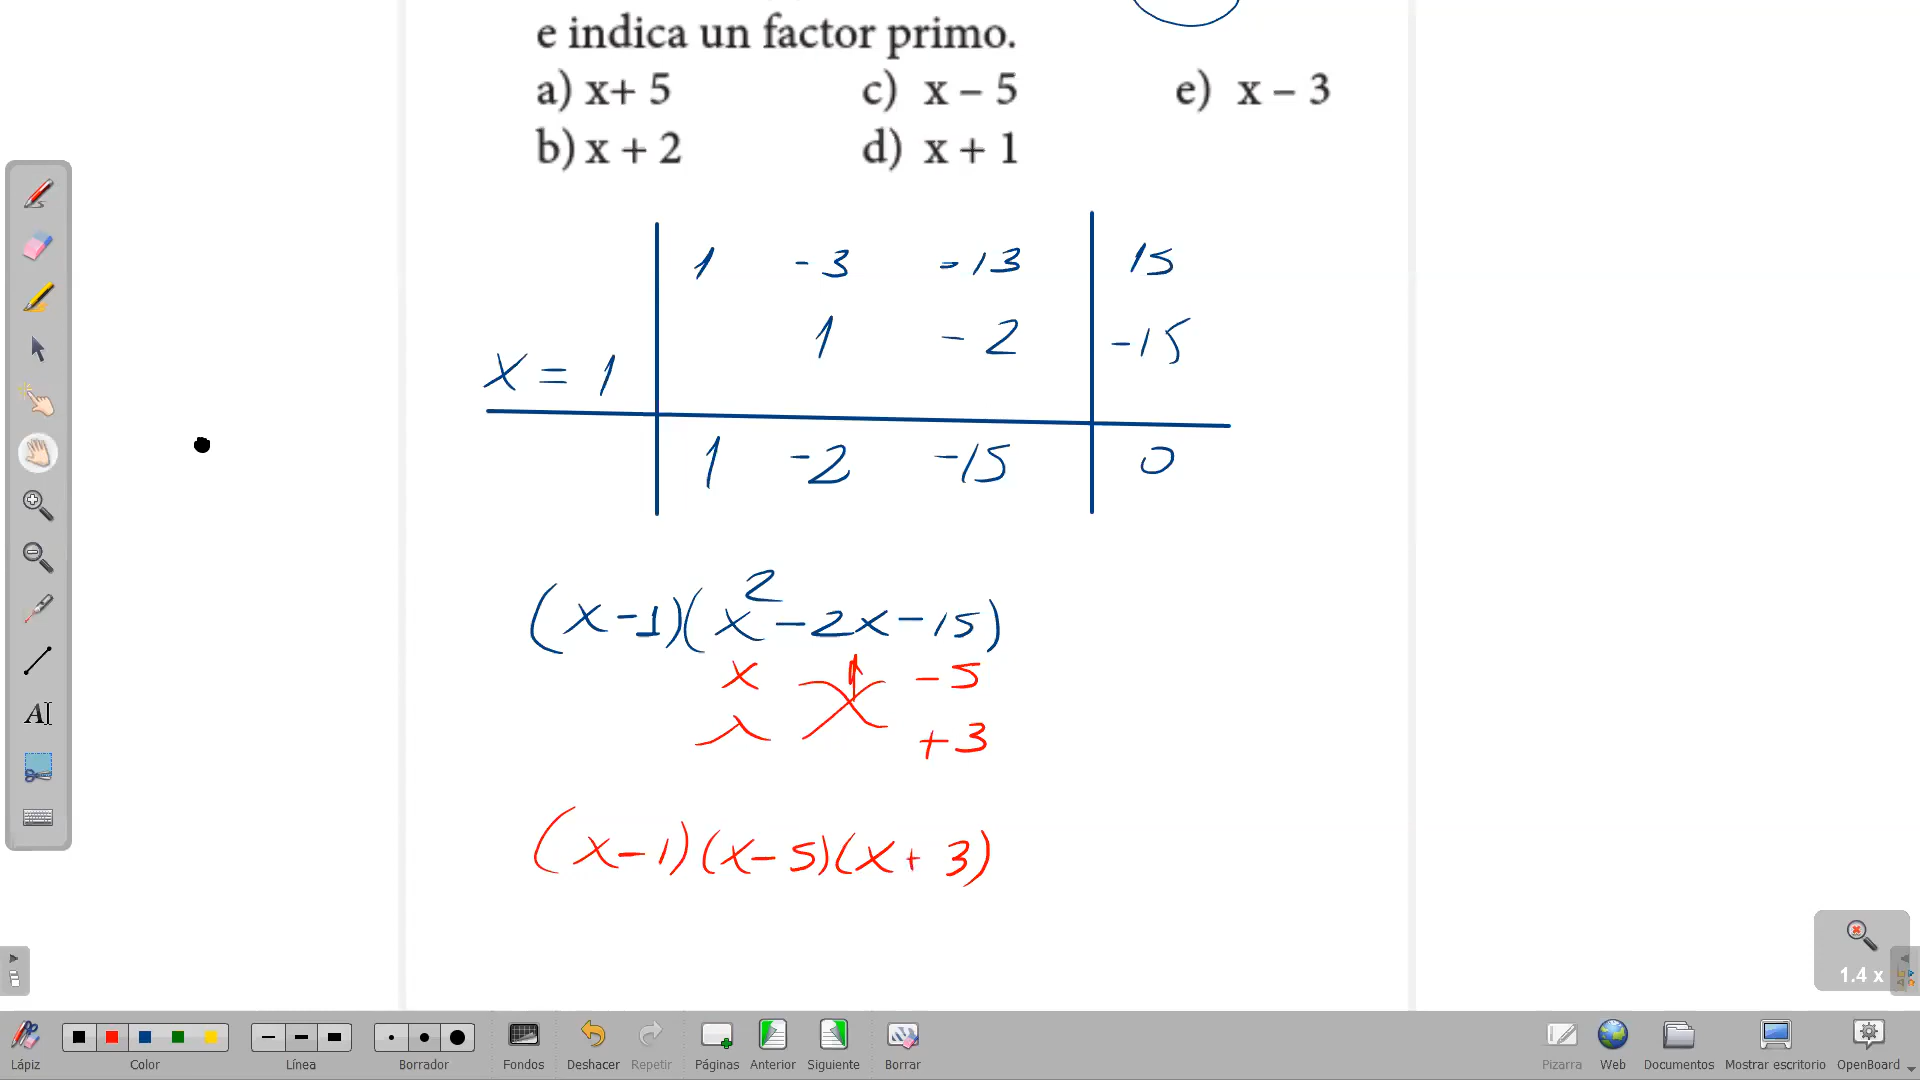 e indica un factor primo.
a) x+ 5 c) x – 5 e) x – 3
b) x + 2 d) x + 1
1 -3 -13 15
1 -2 -15
x = 1
1 -2 -15 0
(x-1)(x²-2x-15)
x -5
x +3
(x-1)(x-5)(x+3)
1.4 x
Lápiz Color Línea Borrador Fondos Deshacer Repetir Páginas Anterior Siguiente Borrar Pizarra Web Documentos Mostrar escritorio OpenBoard